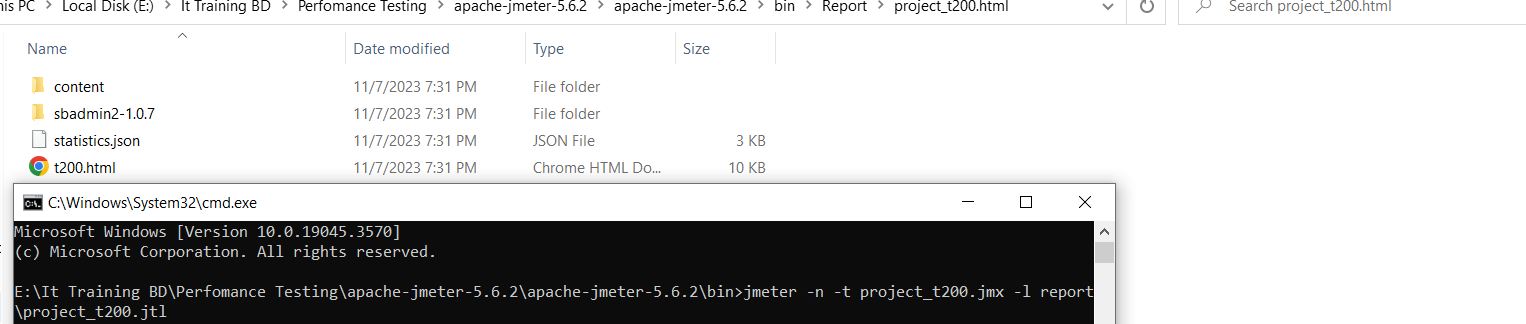 his PC > Local Disk (E:) > It Training BD > Perfomance Testing > apache-jmeter-5.6.2 > apache-jmeter-5.6.2 > bin > Report > project_t200.html
Search project_t200.html
Name Date modified Type Size
content 11/7/2023 7:31 PM File folder
sbadmin2-1.0.7 11/7/2023 7:31 PM File folder
statistics.json 11/7/2023 7:31 PM JSON File 3 KB
t200.html 11/7/2023 7:31 PM Chrome HTML Do... 10 KB
C:\Windows\System32\cmd.exe
Microsoft Windows [Version 10.0.19045.3570]
(c) Microsoft Corporation. All rights reserved.
E:\It Training BD\Perfomance Testing\apache-jmeter-5.6.2\apache-jmeter-5.6.2\bin>jmeter -n -t project_t200.jmx -l report
\project_t200.jtl